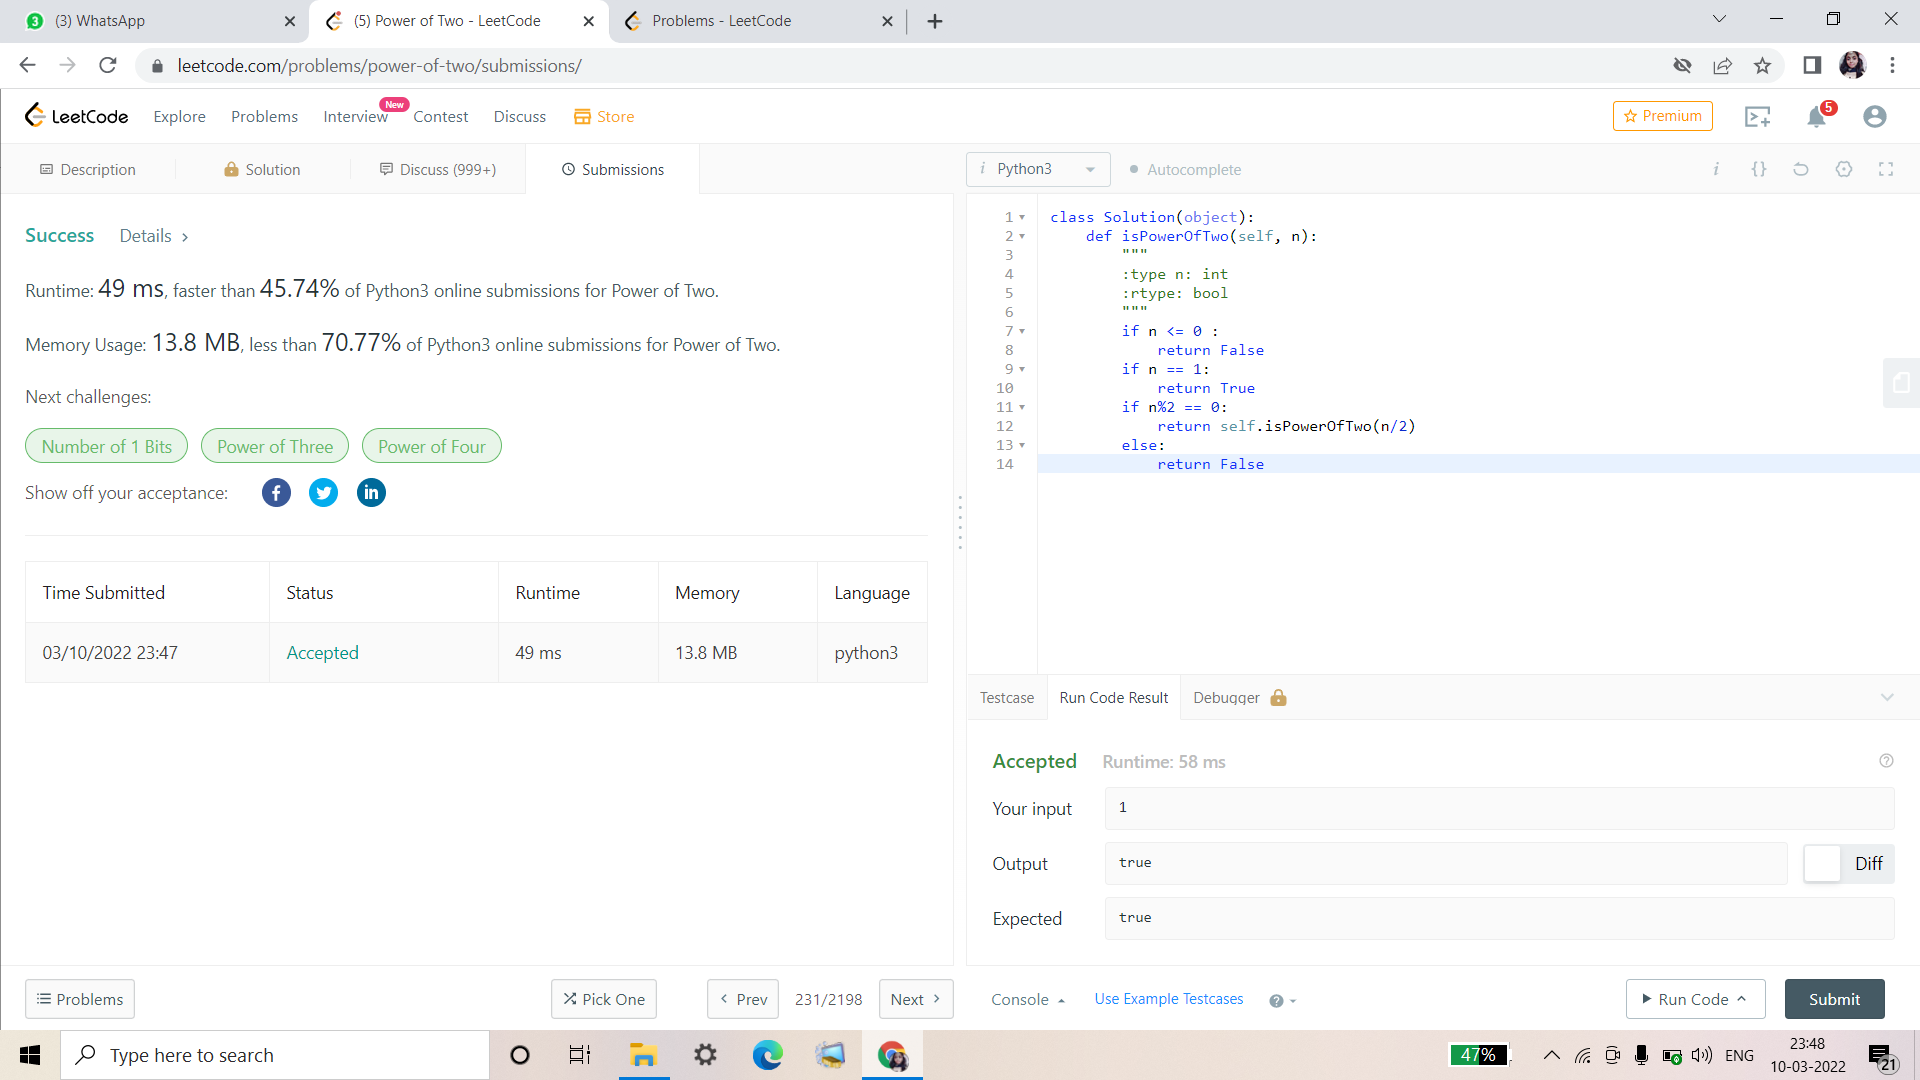 (3) WhatsApp
(5) Power of Two - LeetCode
Problems - LeetCode
leetcode.com/problems/power-of-two/submissions/
LeetCode
Explore
Problems
Interview
New
Contest
Discuss
Store
Premium
5
Description
Solution
Discuss (999+)
Submissions
Success
Details >
Runtime: 49 ms, faster than 45.74% of Python3 online submissions for Power of Two.
Memory Usage: 13.8 MB, less than 70.77% of Python3 online submissions for Power of Two.
Next challenges:
Number of 1 Bits
Power of Three
Power of Four
Show off your acceptance:
Time Submitted Status Runtime Memory Language
03/10/2022 23:47 Accepted 49 ms 13.8 MB python3
Problems
Pick One
< Prev
231/2198
Next >
i Python3
Autocomplete
i {}
1 class Solution(object):
2 def isPowerOfTwo(self, n):
3 """
4 :type n: int
5 :rtype: bool
6 """
7 if n <= 0 :
8 return False
9 if n == 1:
10 return True
11 if n%2 == 0:
12 return self.isPowerOfTwo(n/2)
13 else:
14 return False
Testcase
Run Code Result
Debugger
Accepted
Runtime: 58 ms
?
Your input
1
Output
true
Diff
Expected
true
Console
Use Example Testcases
?
Run Code
Submit
Type here to search
47%
ENG
23:48
10-03-2022
21